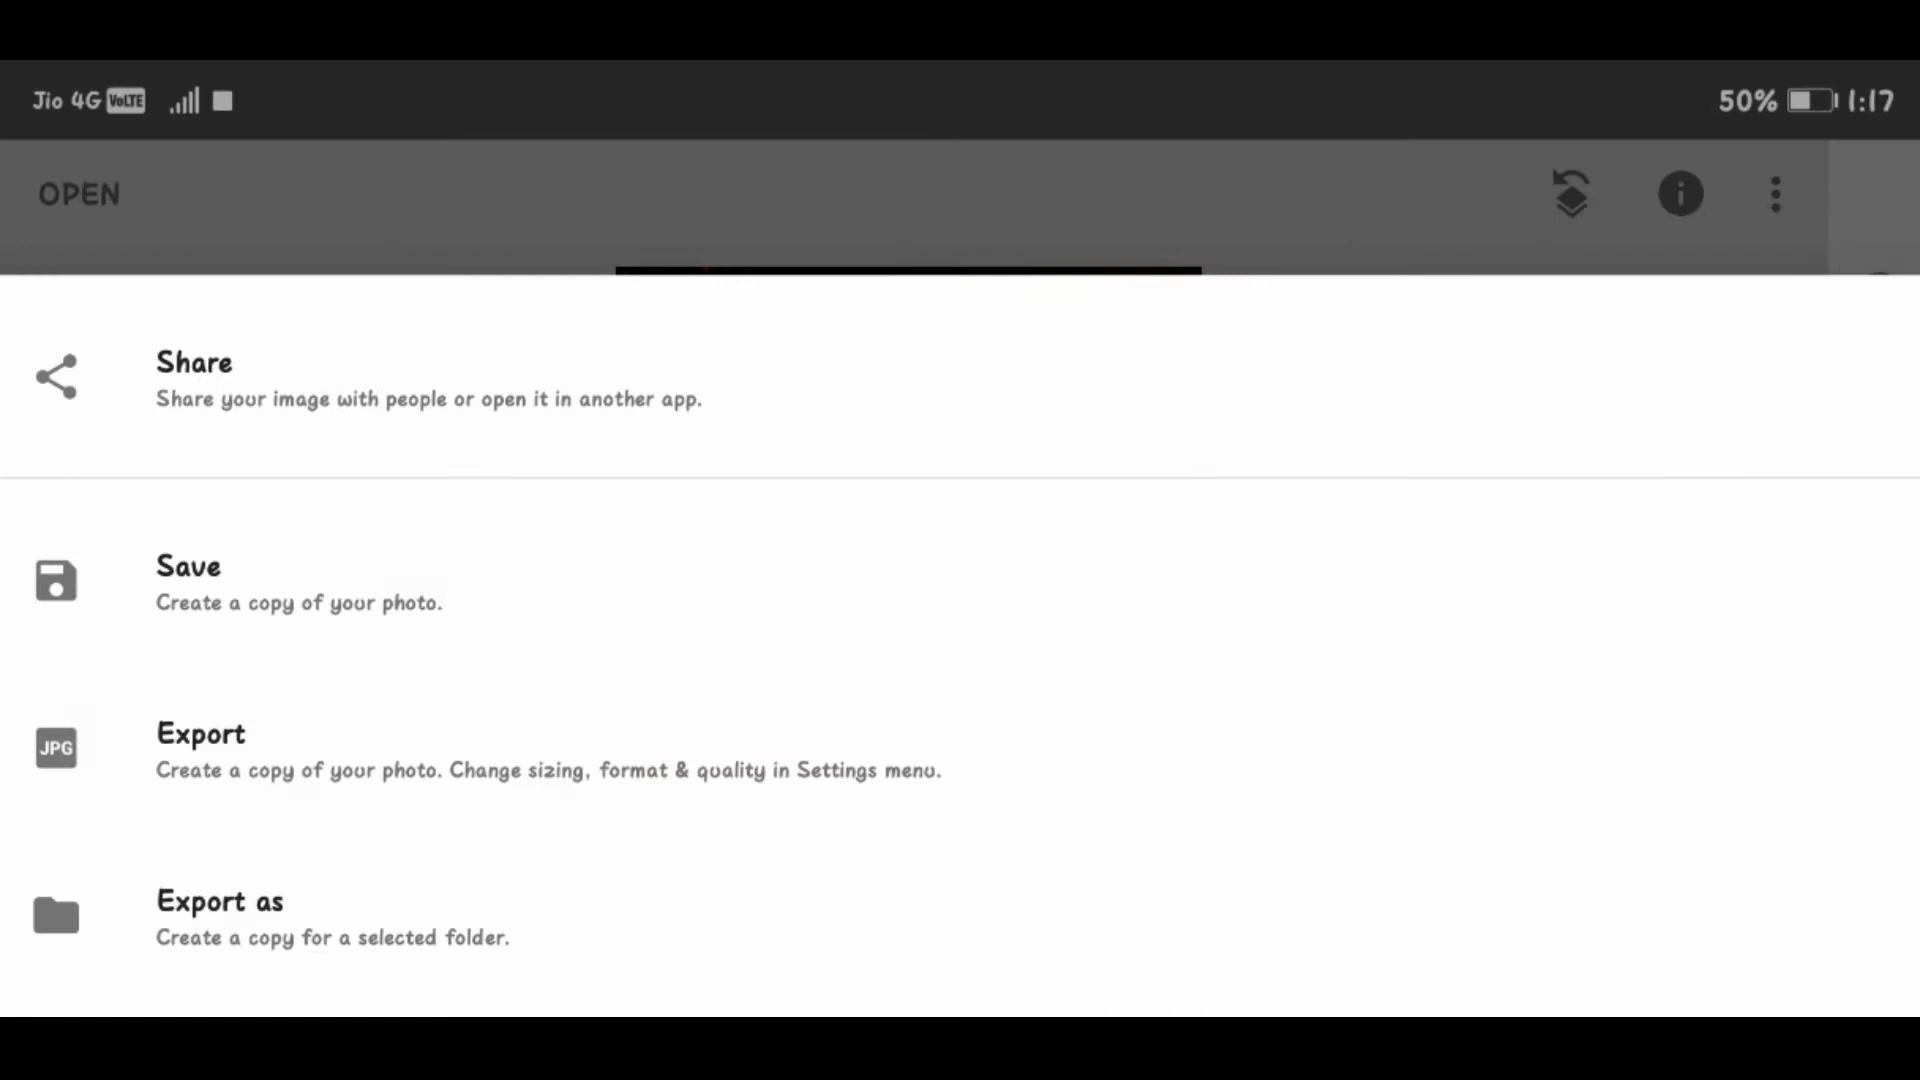 Jio 4G VoLTE 50% 1:17
OPEN
Share
Share your image with people or open it in another app.
Save
Create a copy of your photo.
JPG
Export
Create a copy of your photo. Change sizing, format & quality in Settings menu.
Export as
Create a copy for a selected folder.